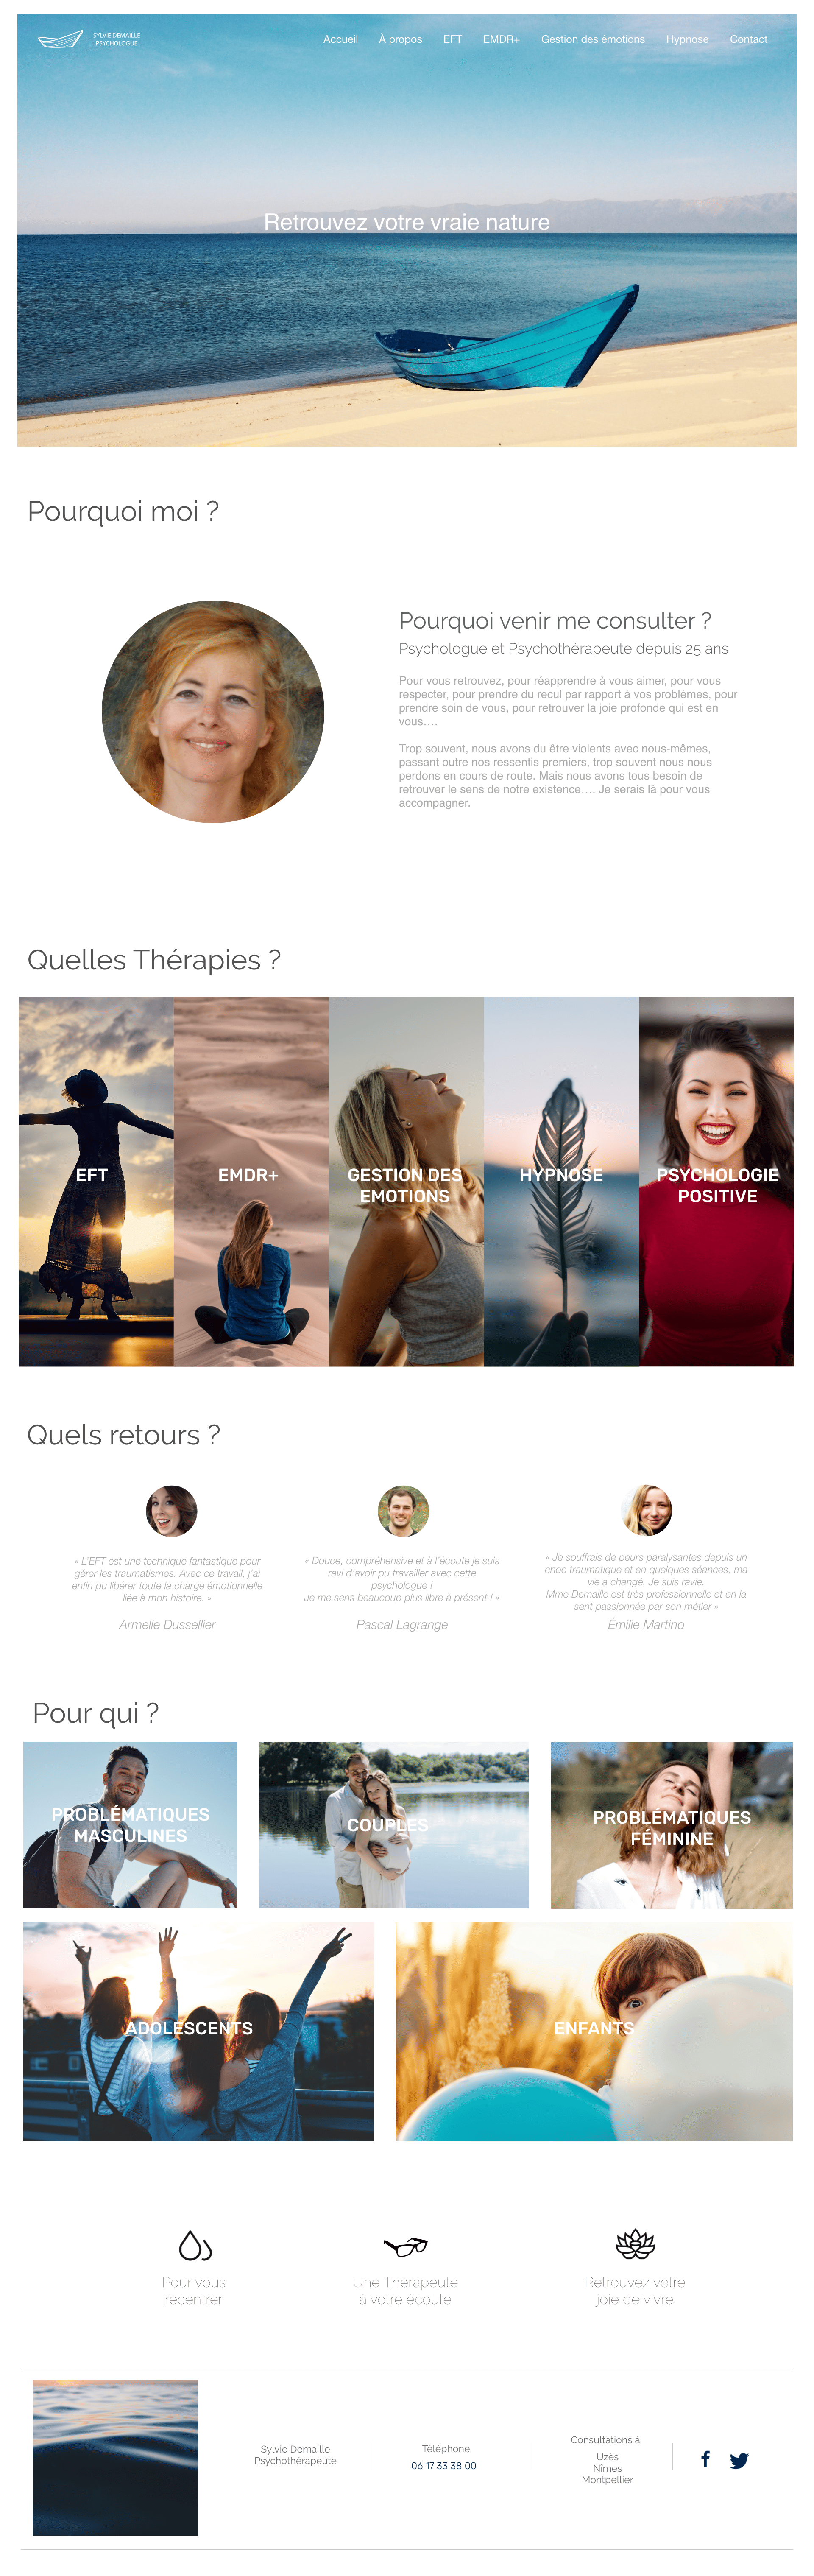 SYLVIE DEMAILLE
PSYCHOLOGUE
Accueil À propos EFT EMDR+ Gestion des émotions Hypnose Contact
Retrouvez votre vraie nature
Pourquoi moi ?
Pourquoi venir me consulter ?
Psychologue et Psychothérapeute depuis 25 ans
Pour vous retrouvez, pour réapprendre à vous aimer, pour vous
respecter, pour prendre du recul par rapport à vos problèmes, pour
prendre soin de vous, pour retrouver la joie profonde qui est en
vous….
Trop souvent, nous avons du être violents avec nous-mêmes,
passant outre nos ressentis premiers, trop souvent nous nous
perdons en cours de route. Mais nous avons tous besoin de
retrouver le sens de notre existence…. Je serais là pour vous
accompagner.
Quelles Thérapies ?
EFT
EMDR+
GESTION DES
EMOTIONS
HYPNOSE
PSYCHOLOGIE
POSITIVE
Quels retours ?
« L'EFT est une technique fantastique pour
gérer les traumatismes. Avec ce travail, j'ai
enfin pu libérer toute la charge émotionnelle
liée à mon histoire. »
Armelle Dussellier
« Douce, compréhensive et à l'écoute je suis
ravi d'avoir pu travailler avec cette
psychologue !
Je me sens beaucoup plus libre à présent ! »
Pascal Lagrange
« Je souffrais de peurs paralysantes depuis un
choc traumatique et en quelques séances, ma
vie a changé. Je suis ravie.
Mme Demaille est très professionnelle et on la
sent passionnée par son métier »
Émilie Martino
Pour qui ?
PROBLÉMATIQUES
MASCULINES
COUPLES
PROBLÉMATIQUES
FÉMININE
ADOLESCENTS
ENFANTS
Pour vous
recentrer
Une Thérapeute
à votre écoute
Retrouvez votre
joie de vivre
Sylvie Demaille
Psychothérapeute
Téléphone
06 17 33 38 00
Consultations à
Uzès
Nîmes
Montpellier